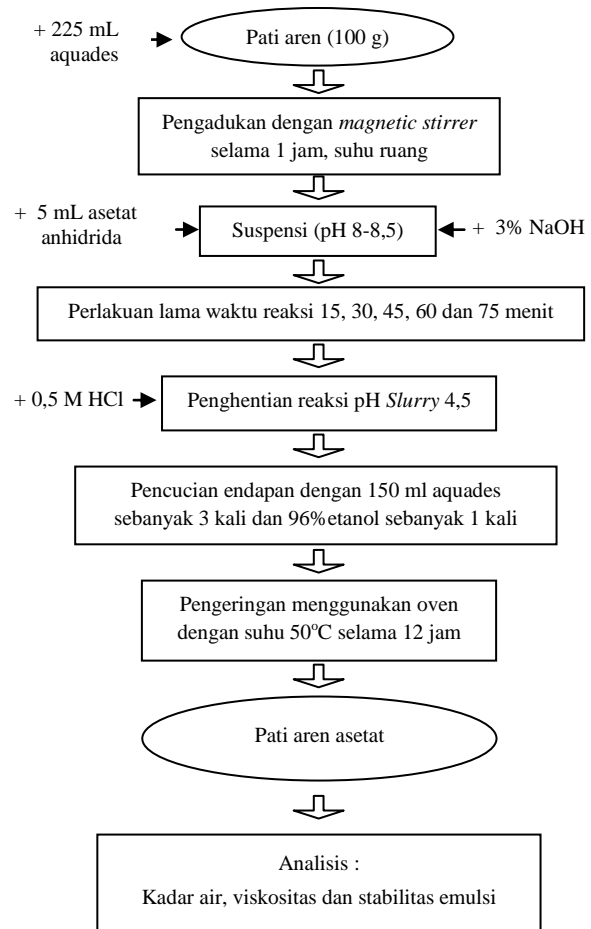 + 225 mL
aquades
Pati aren (100 g)
Pengadukan dengan magnetic stirrer
selama 1 jam, suhu ruang
+ 5 mL asetat
anhidrida
Suspensi (pH 8-8,5)
+ 3% NaOH
Perlakuan lama waktu reaksi 15, 30, 45, 60 dan 75 menit
+ 0,5 M HCl
Penghentian reaksi pH Slurry 4,5
Pencucian endapan dengan 150 ml aquades
sebanyak 3 kali dan 96% etanol sebanyak 1 kali
Pengeringan menggunakan oven
dengan suhu 50°C selama 12 jam
Pati aren asetat
Analisis :
Kadar air, viskositas dan stabilitas emulsi